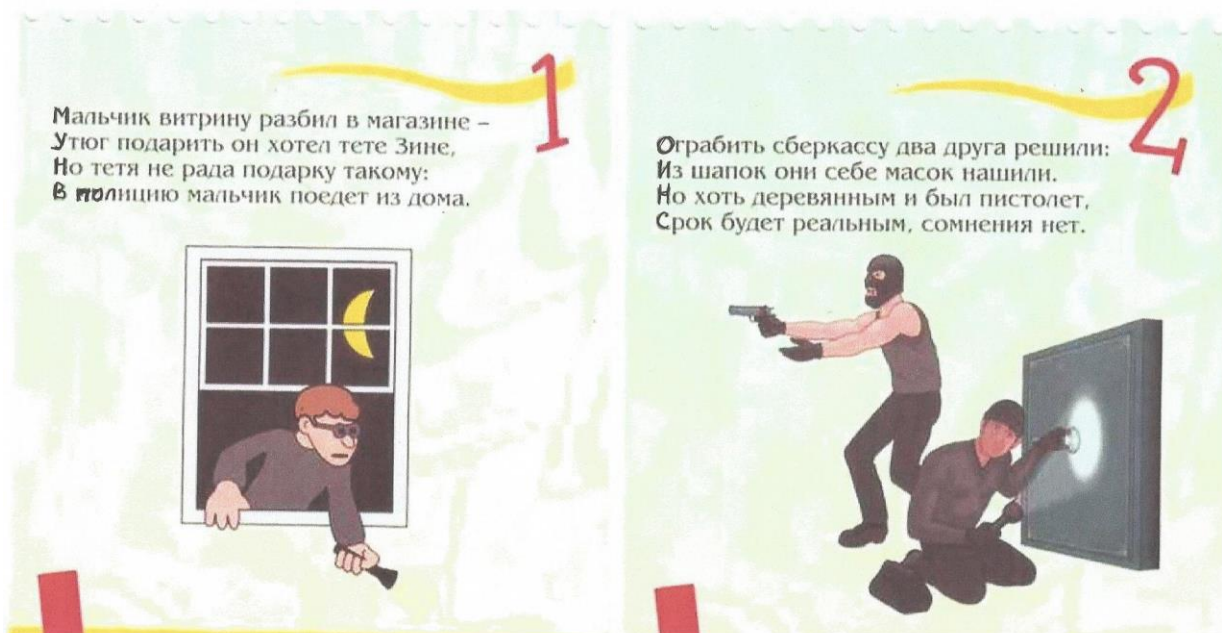 1
Мальчик витрину разбил в магазине –
Утюг подарить он хотел тете Зине,
Но тетя не рада подарку такому:
В полицию мальчик поедет из дома.
2
Ограбить сберкассу два друга решили:
Из шапок они себе масок нашили.
Но хоть деревянным и был пистолет,
Срок будет реальным, сомнения нет.